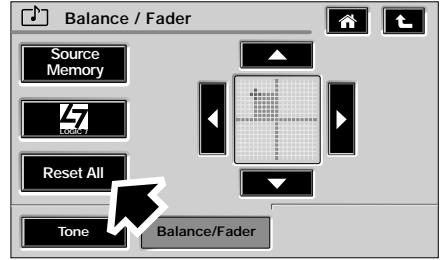 Balance / Fader
Source
Memory
LOGIC 7
Reset All
Tone
Balance/Fader